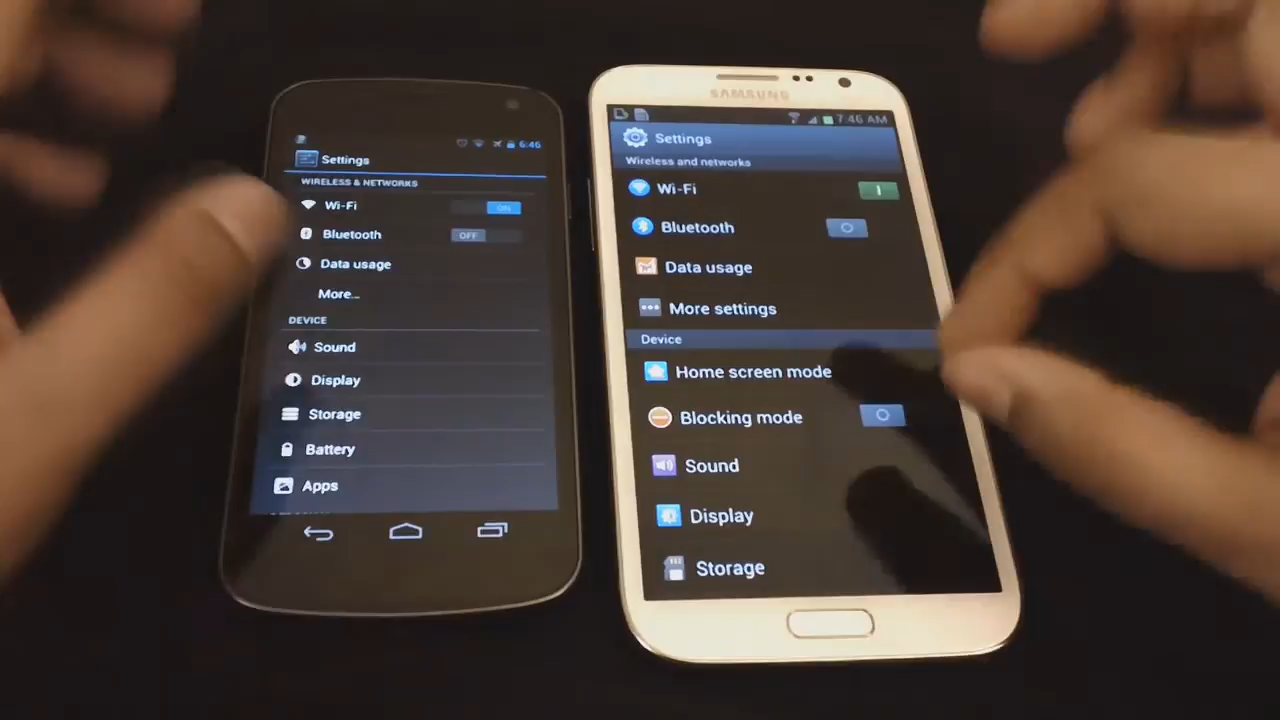 6:46
Settings
WIRELESS & NETWORKS
Wi-Fi
ON
Bluetooth
OFF
Data usage
More...
DEVICE
Sound
Display
Storage
Battery
Apps
SAMSUNG
7:46 AM
Settings
Wireless and networks
Wi-Fi
Bluetooth
Data usage
More settings
Device
Home screen mode
Blocking mode
Sound
Display
Storage